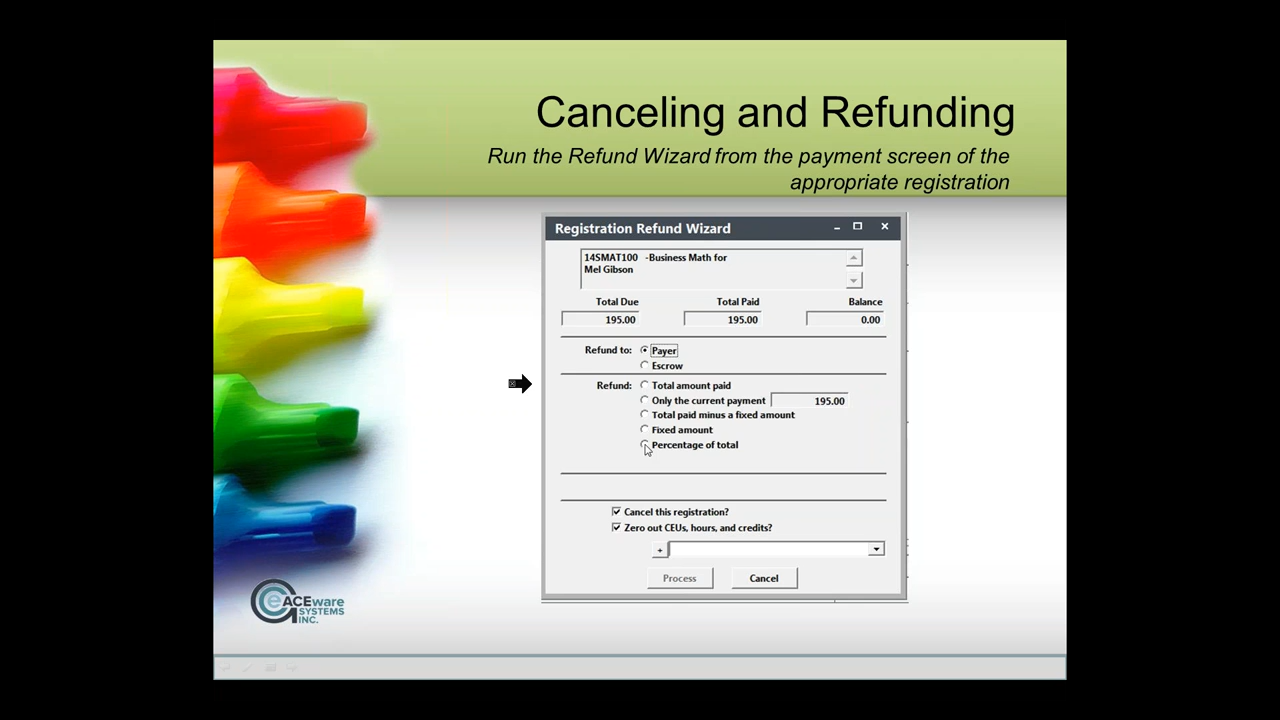 Canceling and Refunding
Run the Refund Wizard from the payment screen of the
appropriate registration
Registration Refund Wizard
14SMAT100 -Business Math for
Mel Gibson
Total Due Total Paid Balance
195.00 195.00 0.00
Refund to: Payer
Escrow
Refund: Total amount paid
Only the current payment 195.00
Total paid minus a fixed amount
Fixed amount
Percentage of total
Cancel this registration?
Zero out CEUs, hours, and credits?
+
Process Cancel
ACEware
SYSTEMS
INC.